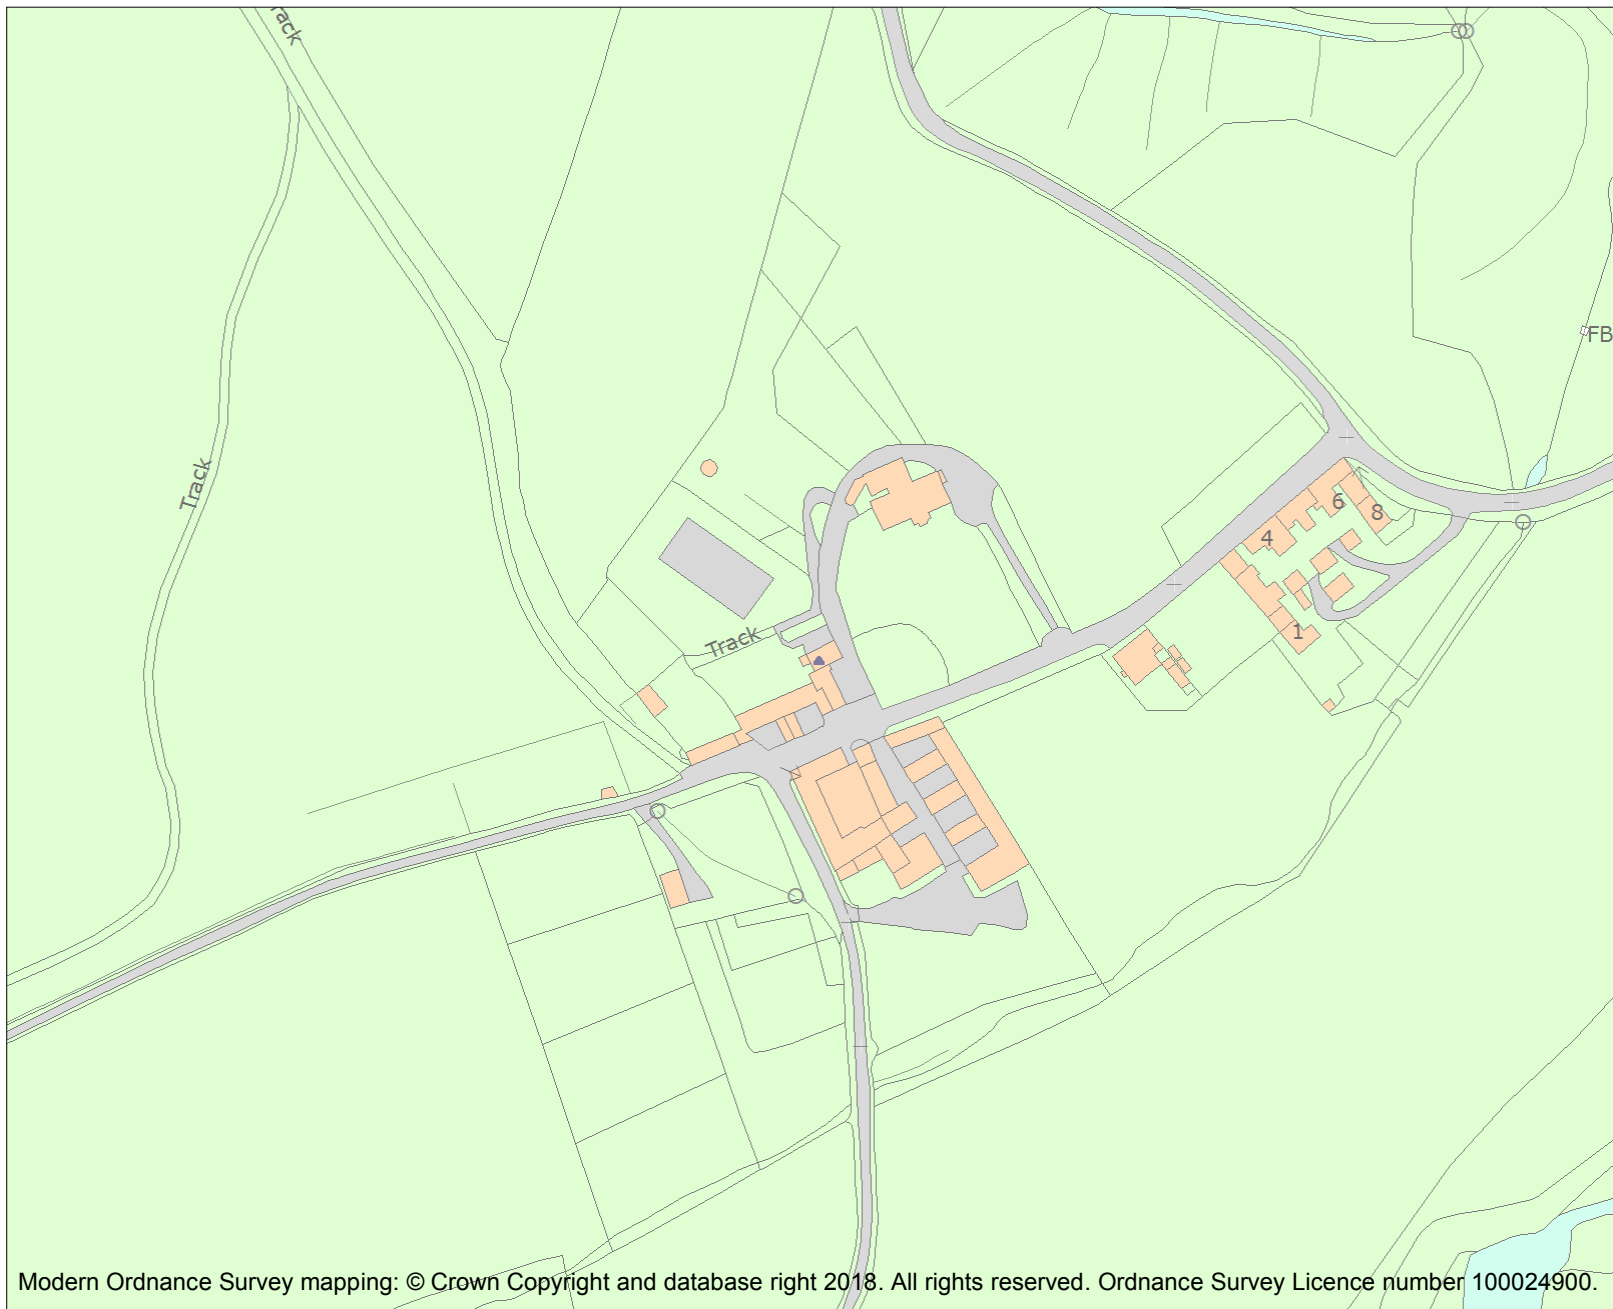 Track
FB
Track
6
8
4
1
Track
Modern Ordnance Survey mapping: © Crown Copyright and database right 2018. All rights reserved. Ordnance Survey Licence number 100024900.